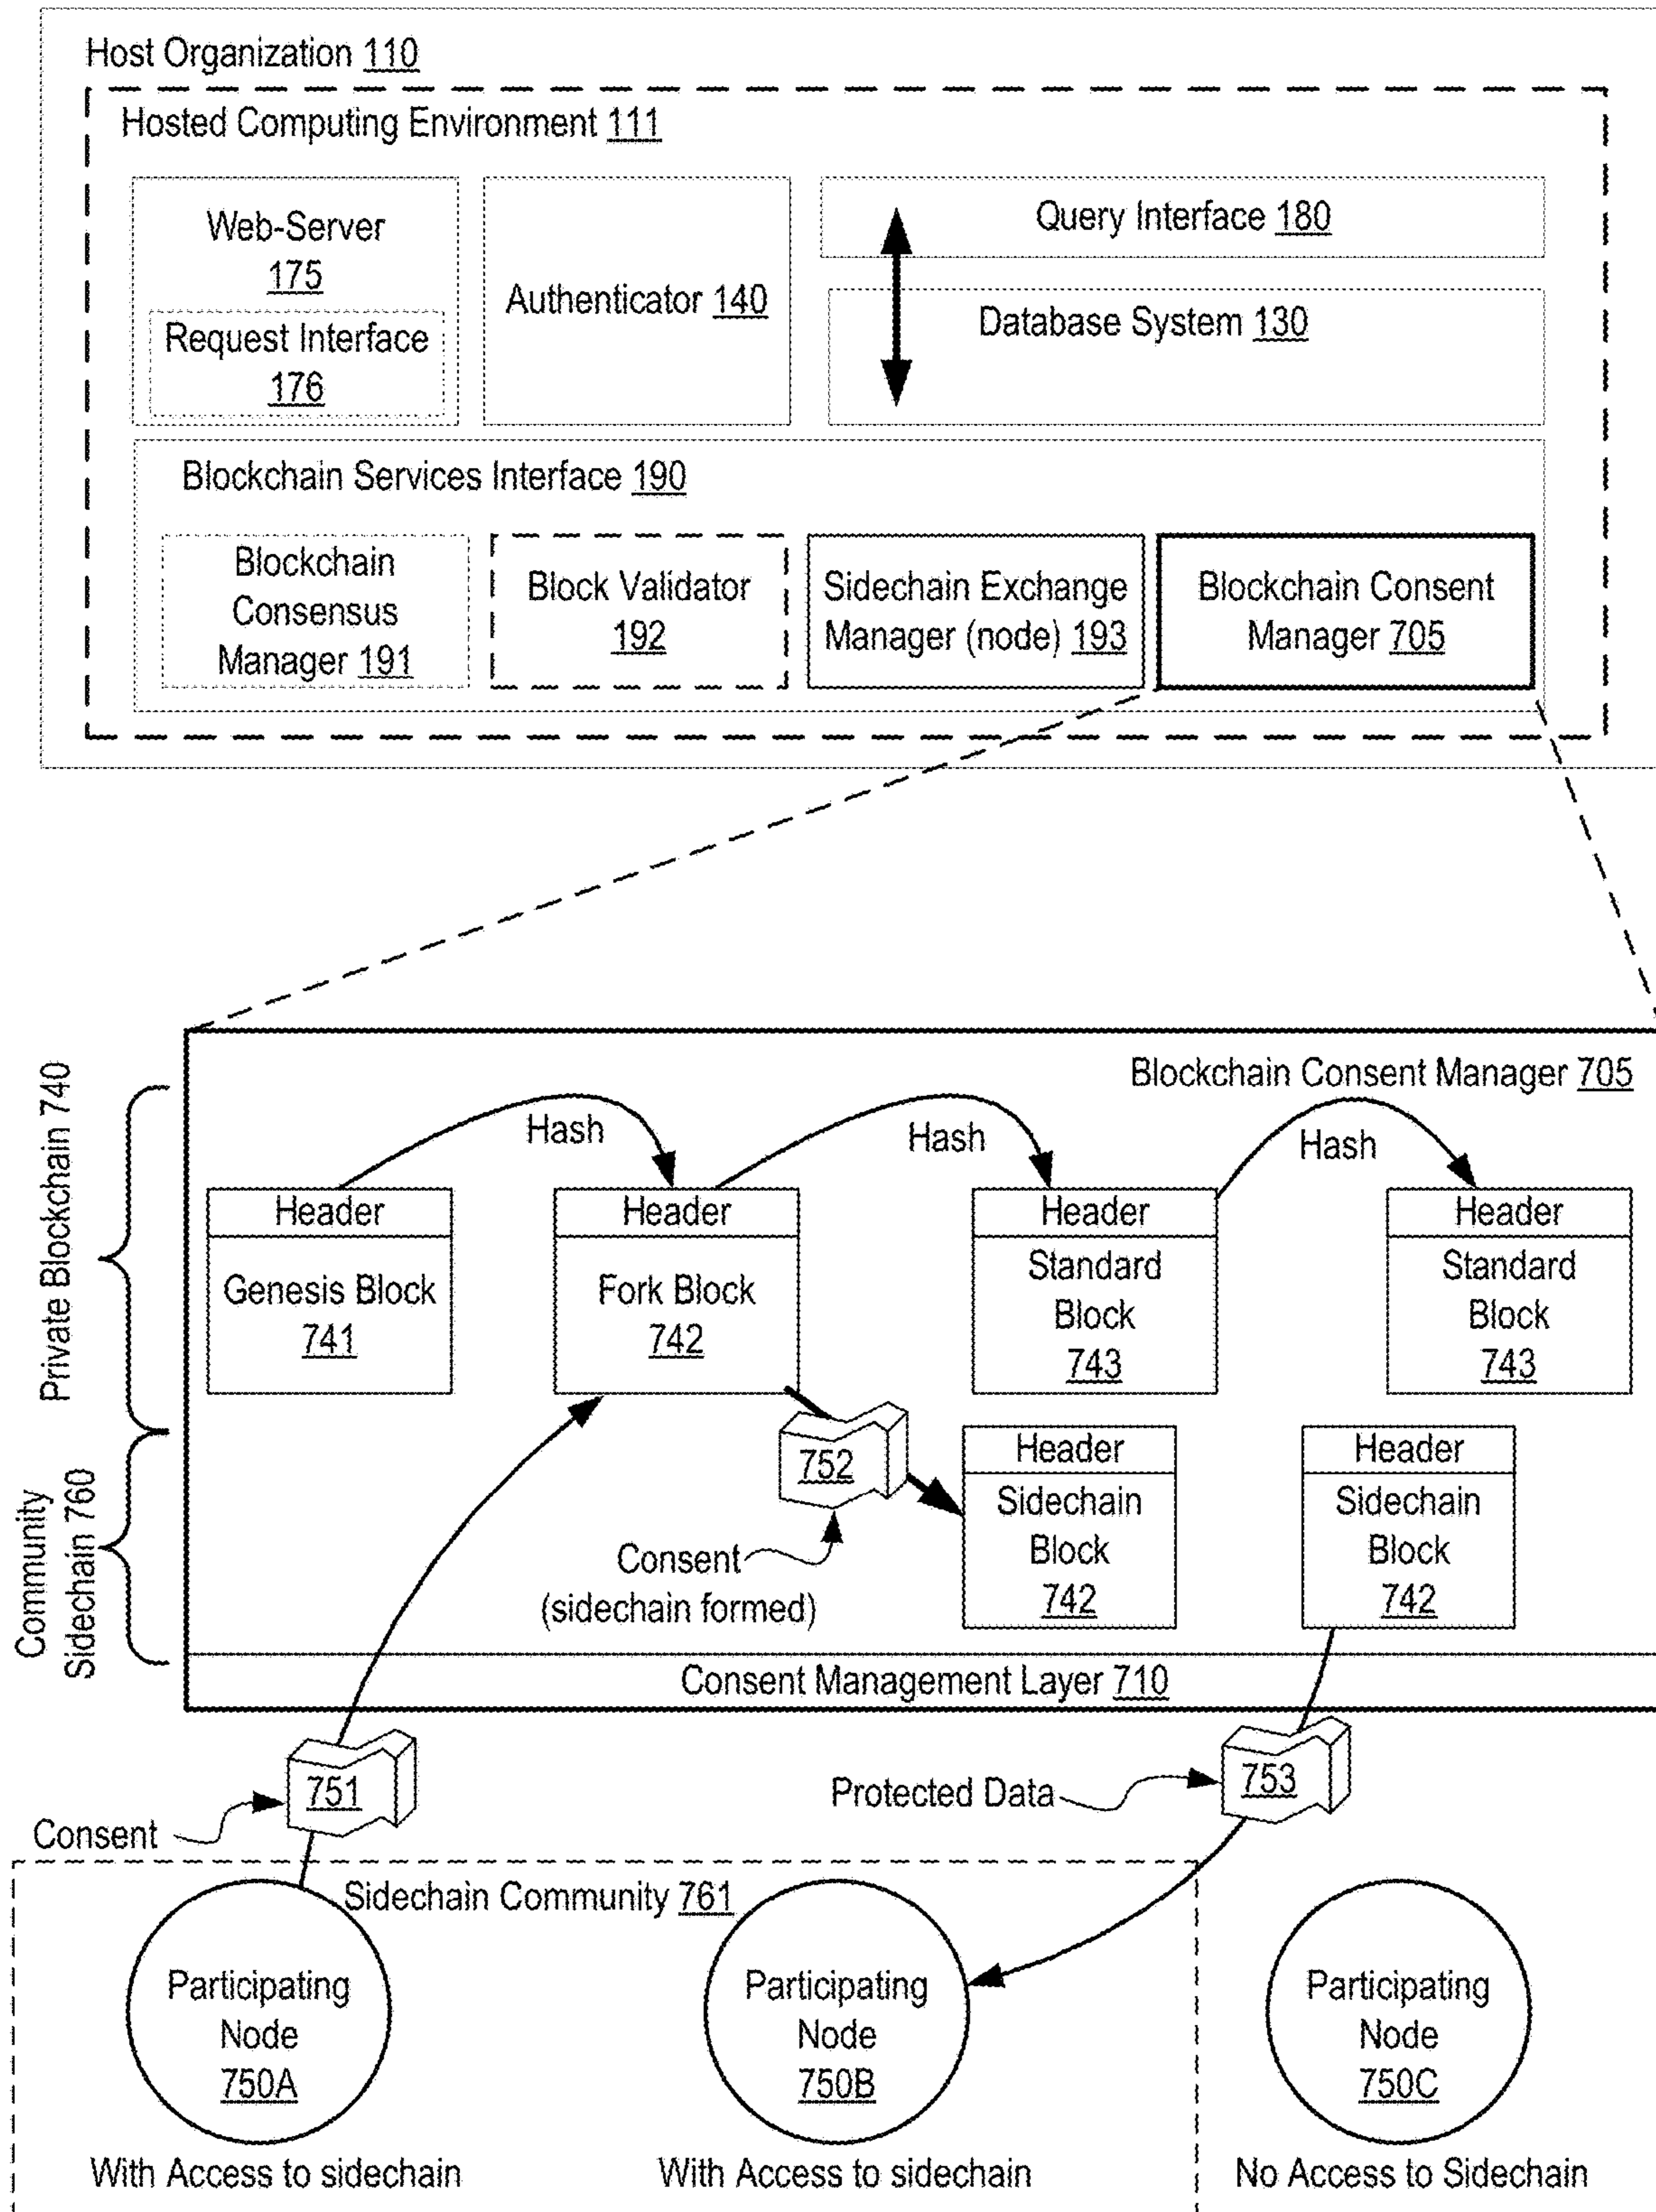 Host Organization 110
Hosted Computing Environment 111
Web-Server
175
Request Interface
176
Authenticator 140
Query Interface 180
Database System 130
Blockchain Services Interface 190
Blockchain
Consensus
Manager 191
Block Validator
192
Sidechain Exchange
Manager (node) 193
Blockchain Consent
Manager 705
Private Blockchain 740
Blockchain Consent Manager 705
Hash
Hash
Hash
Header
Genesis Block
741
Header
Fork Block
742
Header
Standard
Block
743
Header
Standard
Block
743
Community
Sidechain 760
752
Consent
(sidechain formed)
Header
Sidechain
Block
742
Header
Sidechain
Block
742
Consent Management Layer 710
751
Consent
Protected Data
753
Sidechain Community 761
Participating
Node
750A
With Access to sidechain
Participating
Node
750B
With Access to sidechain
Participating
Node
750C
No Access to Sidechain